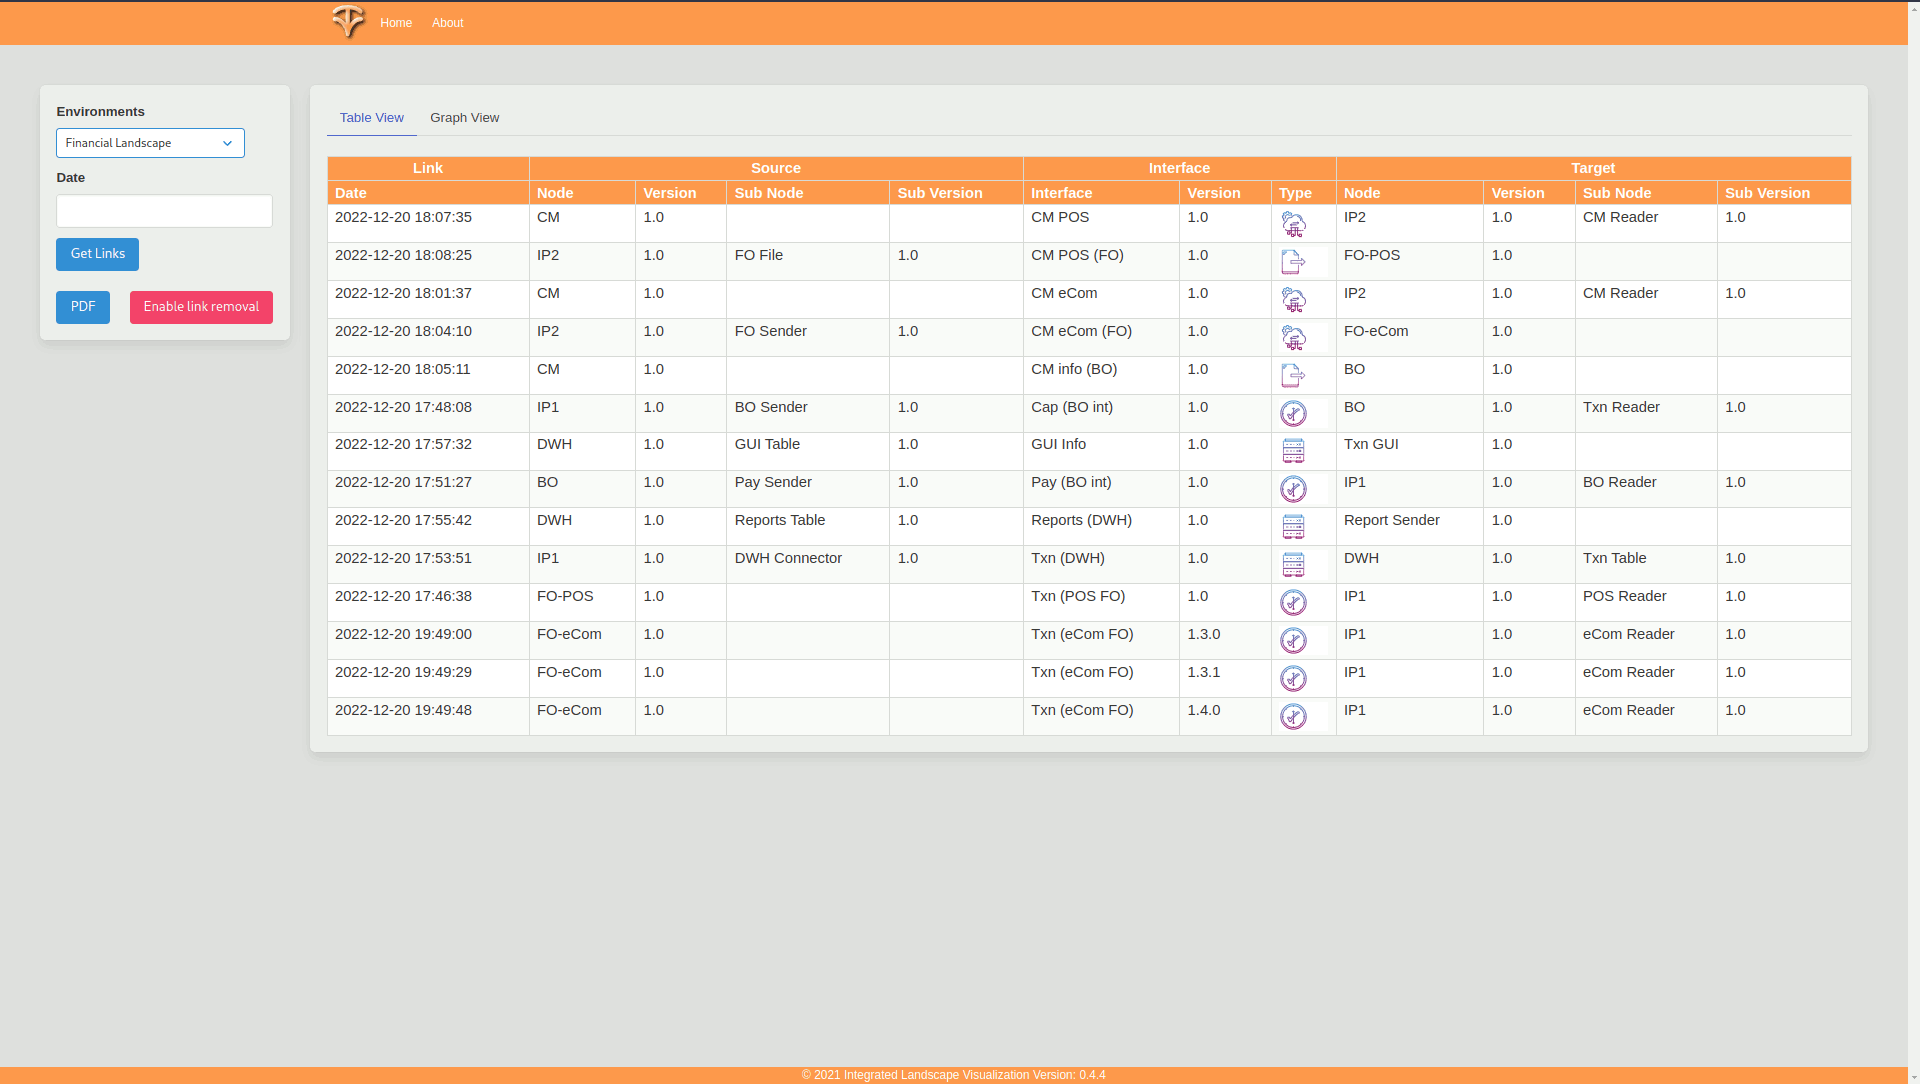 Home About
Environments
Financial Landscape
Date
Get Links
PDF Enable link removal
Table View Graph View
Link Source Interface Target
Date Node Version Sub Node Sub Version Interface Version Type Node Version Sub Node Sub Version
2022-12-20 18:07:35 CM 1.0 CM POS 1.0 IP2 1.0 CM Reader 1.0
2022-12-20 18:08:25 IP2 1.0 FO File 1.0 CM POS (FO) 1.0 FO-POS 1.0
2022-12-20 18:01:37 CM 1.0 CM eCom 1.0 IP2 1.0 CM Reader 1.0
2022-12-20 18:04:10 IP2 1.0 FO Sender 1.0 CM eCom (FO) 1.0 FO-eCom 1.0
2022-12-20 18:05:11 CM 1.0 CM info (BO) 1.0 BO 1.0
2022-12-20 17:48:08 IP1 1.0 BO Sender 1.0 Cap (BO int) 1.0 BO 1.0 Txn Reader 1.0
2022-12-20 17:57:32 DWH 1.0 GUI Table 1.0 GUI Info 1.0 Txn GUI 1.0
2022-12-20 17:51:27 BO 1.0 Pay Sender 1.0 Pay (BO int) 1.0 IP1 1.0 BO Reader 1.0
2022-12-20 17:55:42 DWH 1.0 Reports Table 1.0 Reports (DWH) 1.0 Report Sender 1.0
2022-12-20 17:53:51 IP1 1.0 DWH Connector 1.0 Txn (DWH) 1.0 DWH 1.0 Txn Table 1.0
2022-12-20 17:46:38 FO-POS 1.0 Txn (POS FO) 1.0 IP1 1.0 POS Reader 1.0
2022-12-20 19:49:00 FO-eCom 1.0 Txn (eCom FO) 1.3.0 IP1 1.0 eCom Reader 1.0
2022-12-20 19:49:29 FO-eCom 1.0 Txn (eCom FO) 1.3.1 IP1 1.0 eCom Reader 1.0
2022-12-20 19:49:48 FO-eCom 1.0 Txn (eCom FO) 1.4.0 IP1 1.0 eCom Reader 1.0
© 2021 Integrated Landscape Visualization Version: 0.4.4